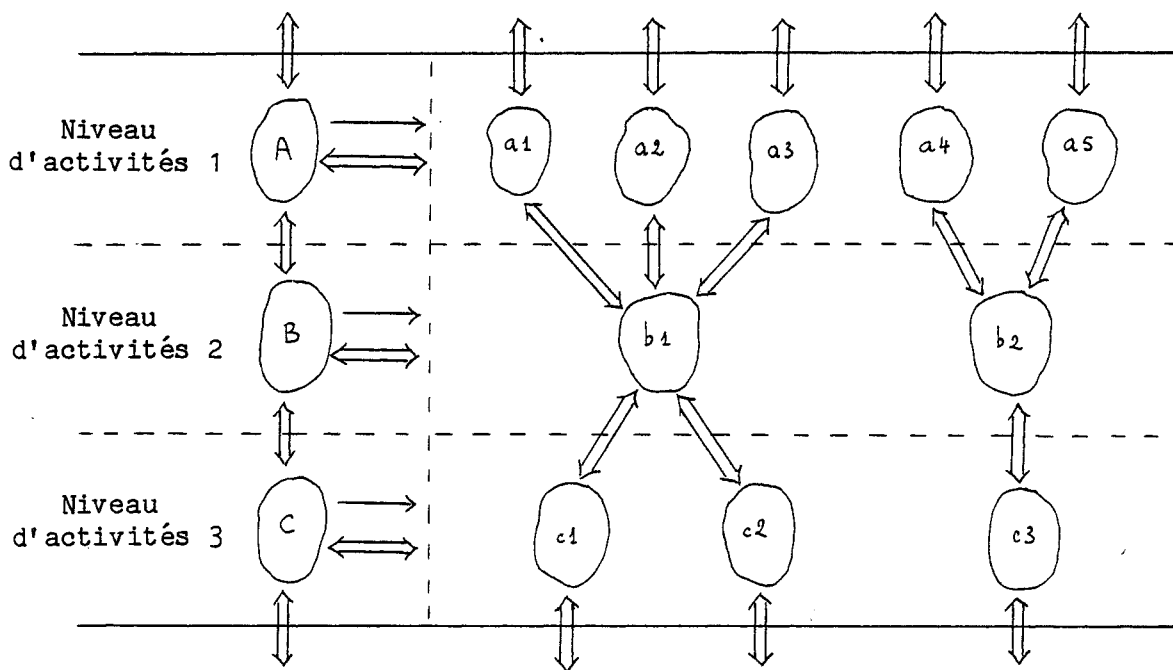 Niveau
d'activités 1
A
a1
a2
a3
a4
a5
Niveau
d'activités 2
B
b1
b2
Niveau
d'activités 3
C
c1
c2
c3